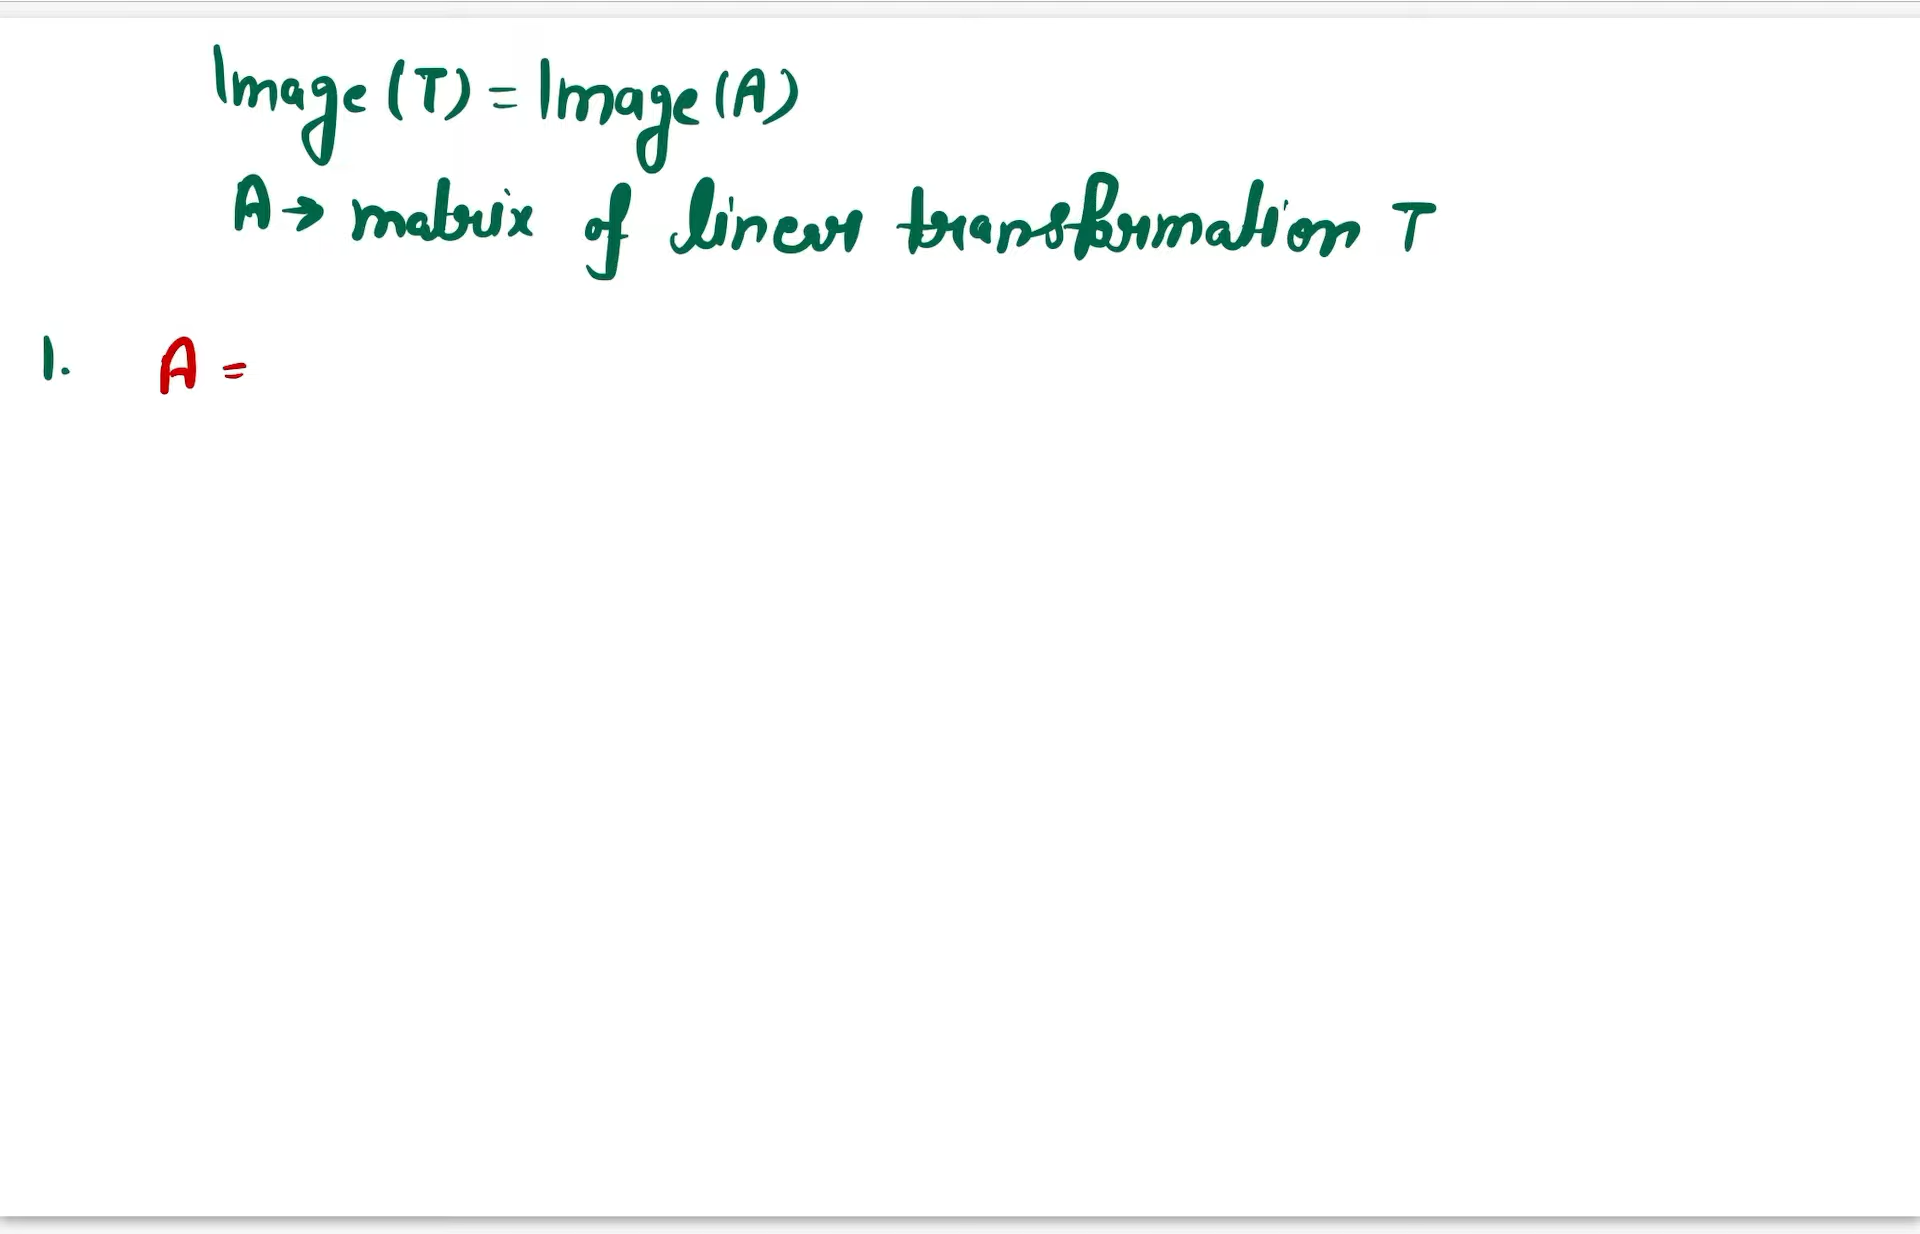 Image (T) = Image (A)
A → matrix of linear transformation T
1. A =